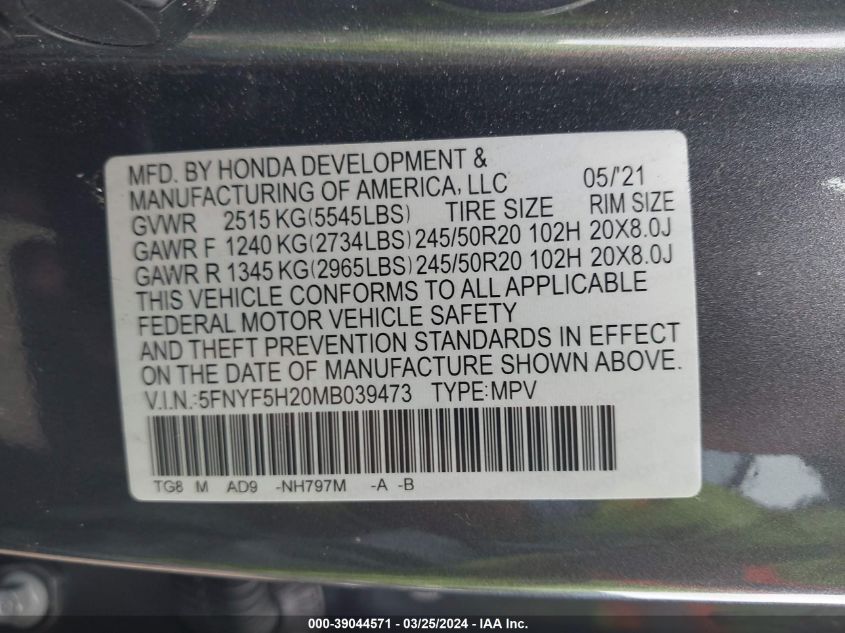 MFD. BY HONDA DEVELOPMENT &
MANUFACTURING OF AMERICA, LLC 05/'21
GVWR 2515 KG(5545LBS) TIRE SIZE RIM SIZE
GAWR F 1240 KG(2734LBS) 245/50R20 102H 20X8.0J
GAWR R 1345 KG(2965LBS) 245/50R20 102H 20X8.0J
THIS VEHICLE CONFORMS TO ALL APPLICABLE
FEDERAL MOTOR VEHICLE SAFETY
AND THEFT PREVENTION STANDARDS IN EFFECT
ON THE DATE OF MANUFACTURE SHOWN ABOVE.
V.I.N.:5FNYF5H20MB039473 TYPE:MPV
TG8 M AD9 -NH797M -A -B
000-39044571 - 03/25/2024 - IAA Inc.